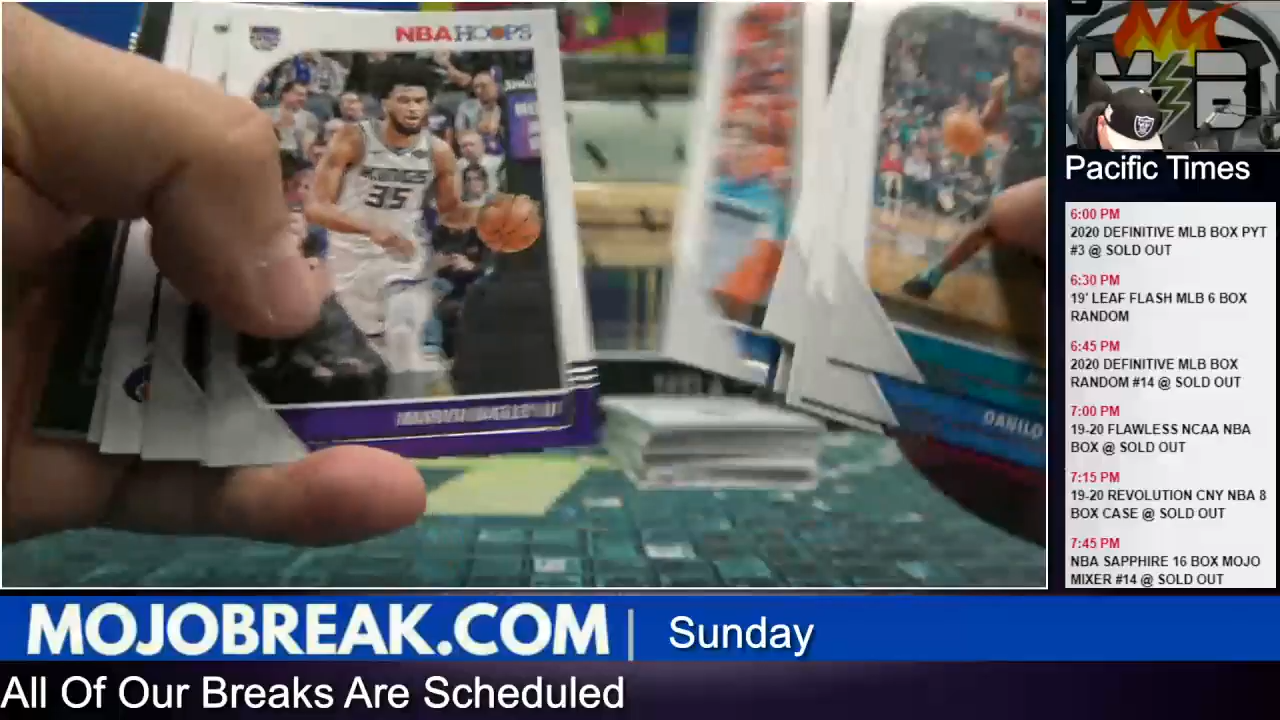 NBA HOOPS
KINGS
35
DANILO
MB
Pacific Times
6:00 PM
2020 DEFINITIVE MLB BOX PYT
#3 @ SOLD OUT
6:30 PM
19' LEAF FLASH MLB 6 BOX
RANDOM
6:45 PM
2020 DEFINITIVE MLB BOX
RANDOM #14 @ SOLD OUT
7:00 PM
19-20 FLAWLESS NCAA NBA
BOX @ SOLD OUT
7:15 PM
19-20 REVOLUTION CNY NBA 8
BOX CASE @ SOLD OUT
7:45 PM
NBA SAPPHIRE 16 BOX MOJO
MIXER #14 @ SOLD OUT
MOJOBREAK.COM | Sunday
All Of Our Breaks Are Scheduled